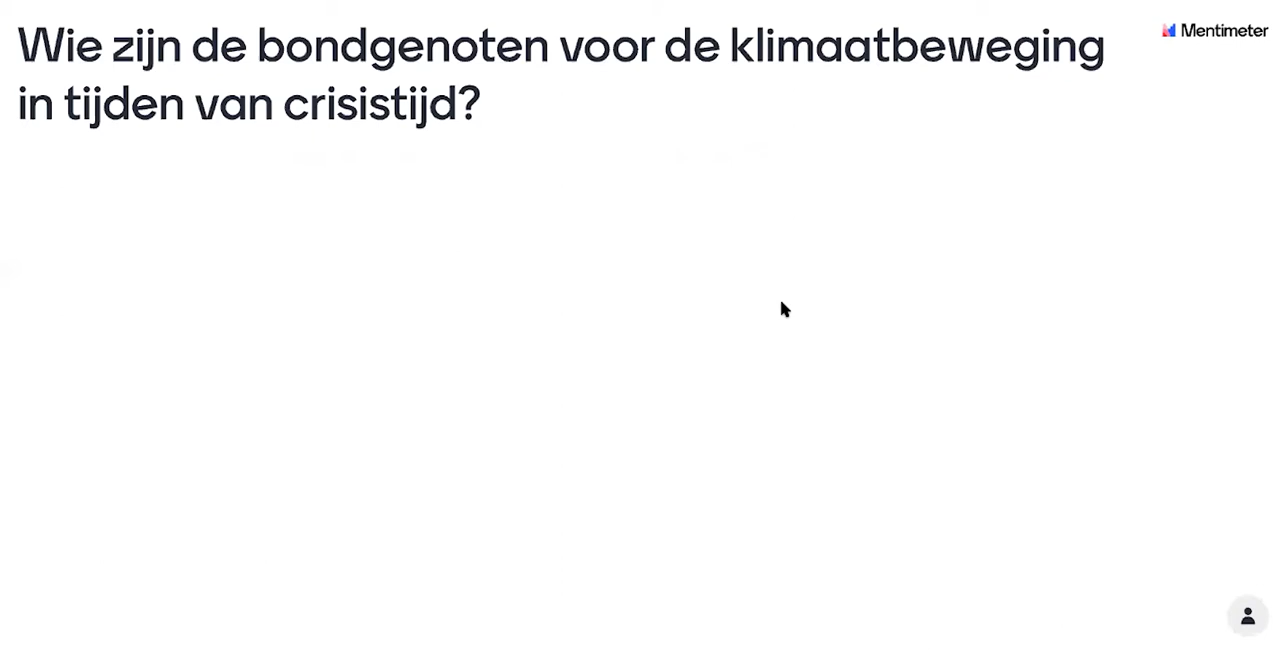 Wie zijn de bondgenoten voor de klimaatbeweging
in tijden van crisistijd?
Mentimeter